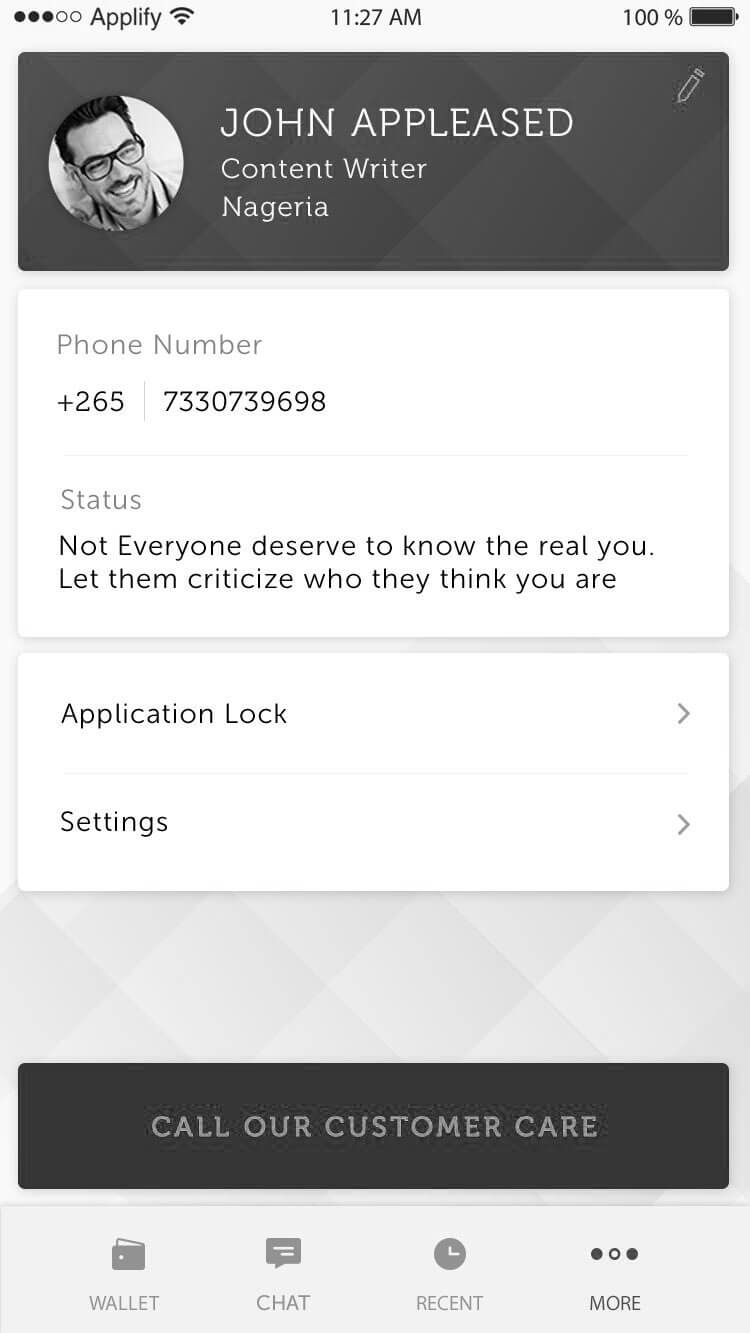 Applify 11:27 AM 100 %
JOHN APPLEASED
Content Writer
Nageria
Phone Number
+265 7330739698
Status
Not Everyone deserve to know the real you.
Let them criticize who they think you are
Application Lock
Settings
CALL OUR CUSTOMER CARE
WALLET CHAT RECENT MORE